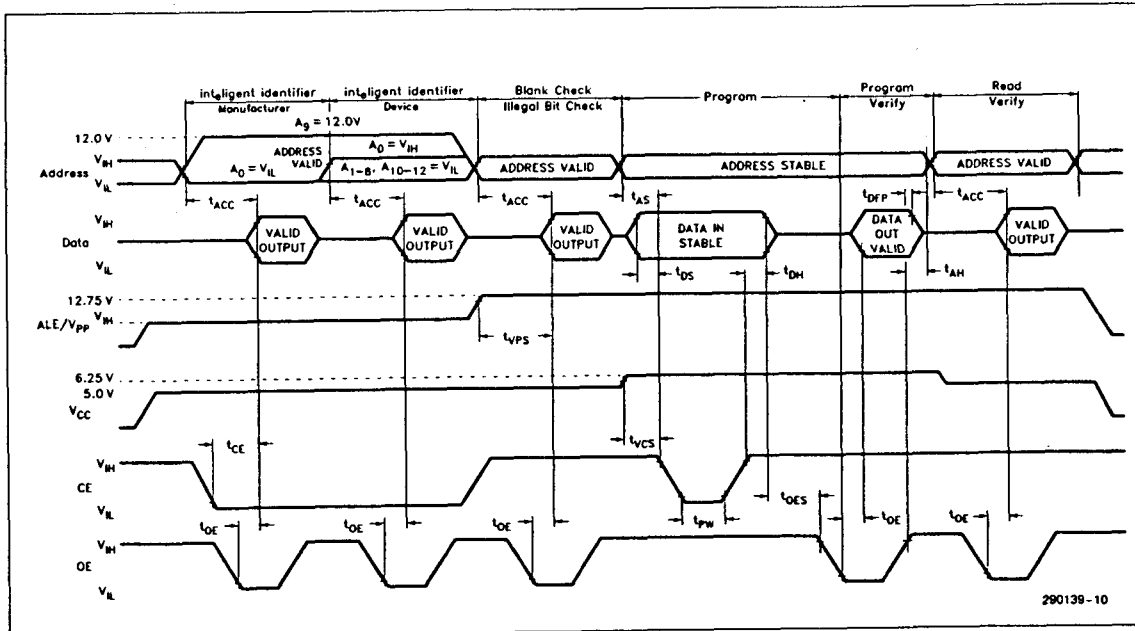 inteligent identifier inteligent identifier Blank Check Program Program Read
Manufacturer Device Illegal Bit Check Verify Verify
A9 = 12.0V
12.0 V
ADDRESS VALID
A0 = VIH
VIH
Address
VIL
A0 = VIL
A1-8, A10-12 = VIL
ADDRESS VALID
ADDRESS STABLE
ADDRESS VALID
tACC tACC tACC tAS tDFP tACC
VIH
Data
VIL
VALID OUTPUT
VALID OUTPUT
VALID OUTPUT
DATA IN STABLE
DATA OUT VALID
VALID OUTPUT
tDS tDH tAH
12.75 V
ALE/VPP VIH
tVPS
6.25 V
5.0 V
VCC
tCE tVCS
VIH
CE
VIL
tOES
tOE tOE tOE tPW tOE tOE
VIH
OE
VIL
290139-10